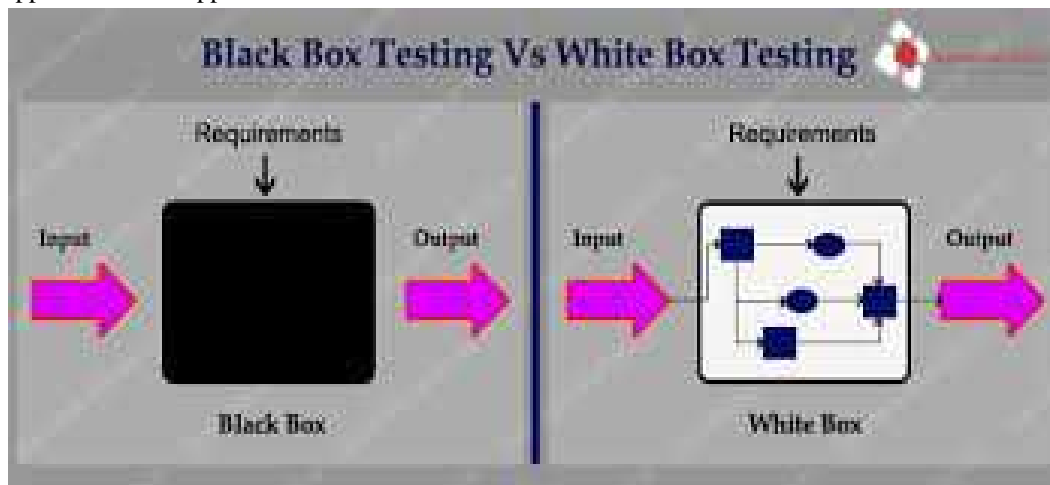 Black Box Testing Vs White Box Testing
Requirements
Input
Output
Black Box
Requirements
Input
Output
White Box